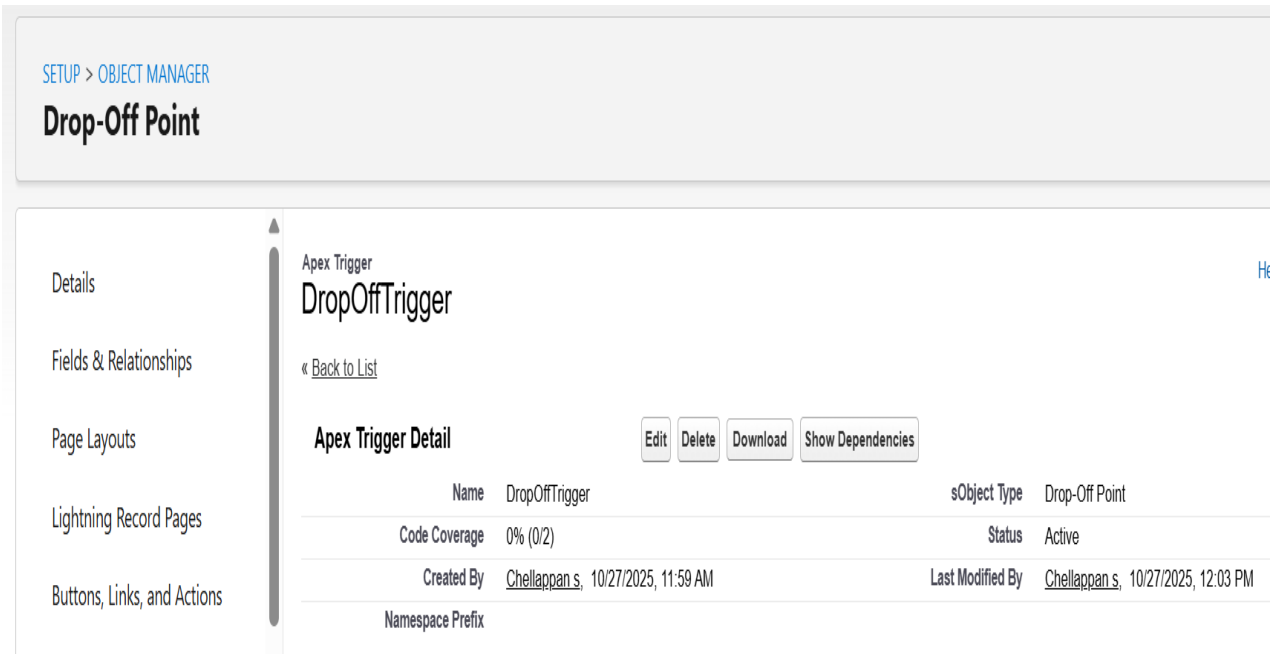 SETUP > OBJECT MANAGER
Drop-Off Point
Details
Fields & Relationships
Page Layouts
Lightning Record Pages
Buttons, Links, and Actions
Apex Trigger
DropOffTrigger
He
« Back to List
Apex Trigger Detail Edit Delete Download Show Dependencies
Name DropOffTrigger sObject Type Drop-Off Point
Code Coverage 0% (0/2) Status Active
Created By Chellappan s, 10/27/2025, 11:59 AM Last Modified By Chellappan s, 10/27/2025, 12:03 PM
Namespace Prefix